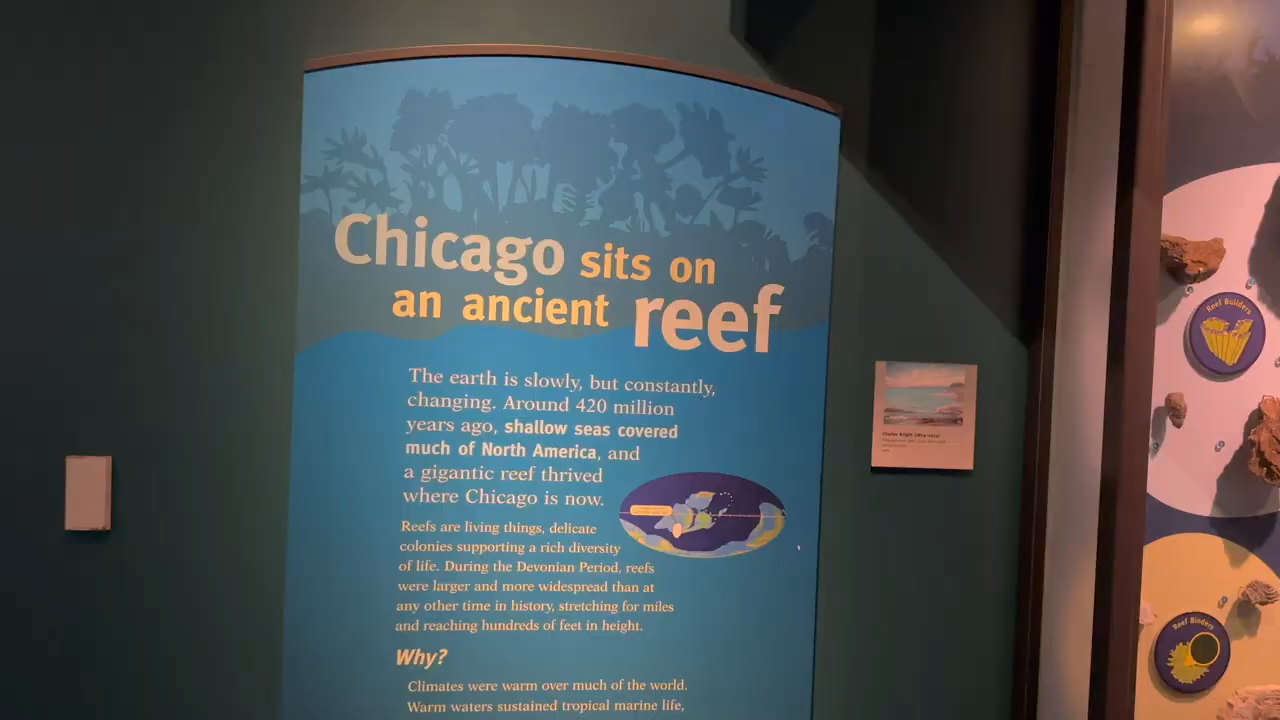 Chicago sits on
an ancient reef
The earth is slowly, but constantly,
changing. Around 420 million
years ago, shallow seas covered
much of North America, and
a gigantic reef thrived
where Chicago is now.
Reefs are living things, delicate
colonies supporting a rich diversity
of life. During the Devonian Period, reefs
were larger and more widespread than at
any other time in history, stretching for miles
and reaching hundreds of feet in height.
Why?
Climates were warm over much of the world.
Warm waters sustained tropical marine life,
Charles Knight (1874-1953)
Reef Builders
Reef Binders